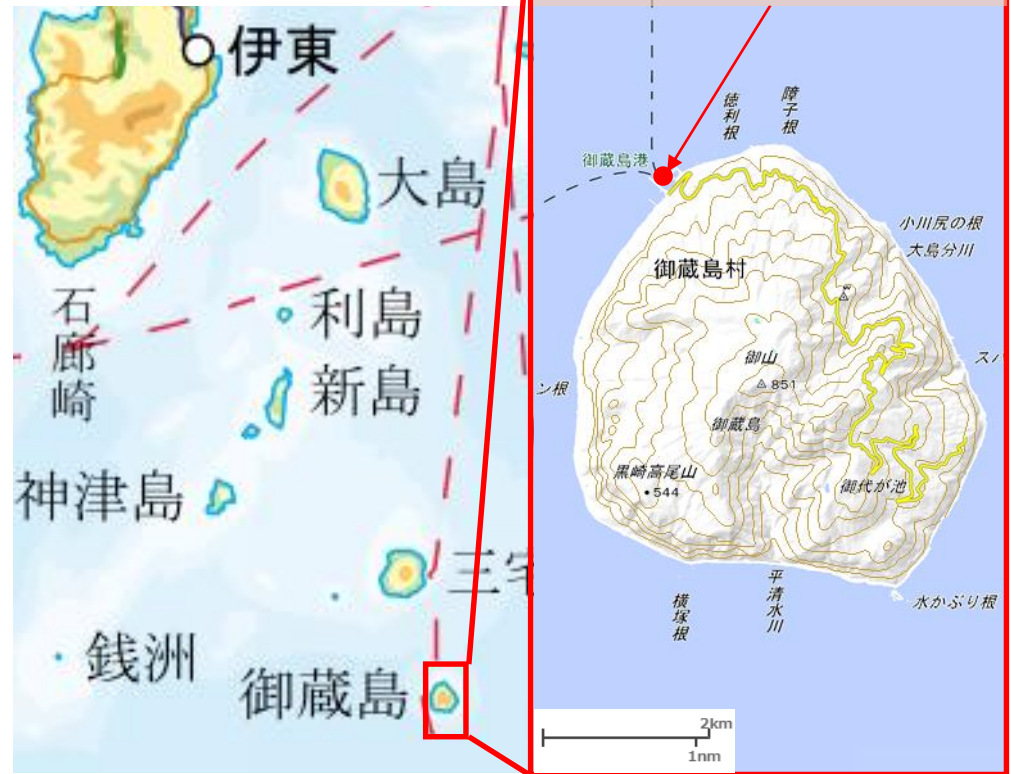 伊東
大島
利島
石廊崎
新島
神津島
三宅
銭洲
御蔵島
徳利根
障子根
御蔵島港
小川尻の根
大島分川
御蔵島村
スバ
御山
851
ン根
御蔵島
黒崎高尾山
544
御代が池
平清水川
横塚根
水かぶり根
2km
1nm